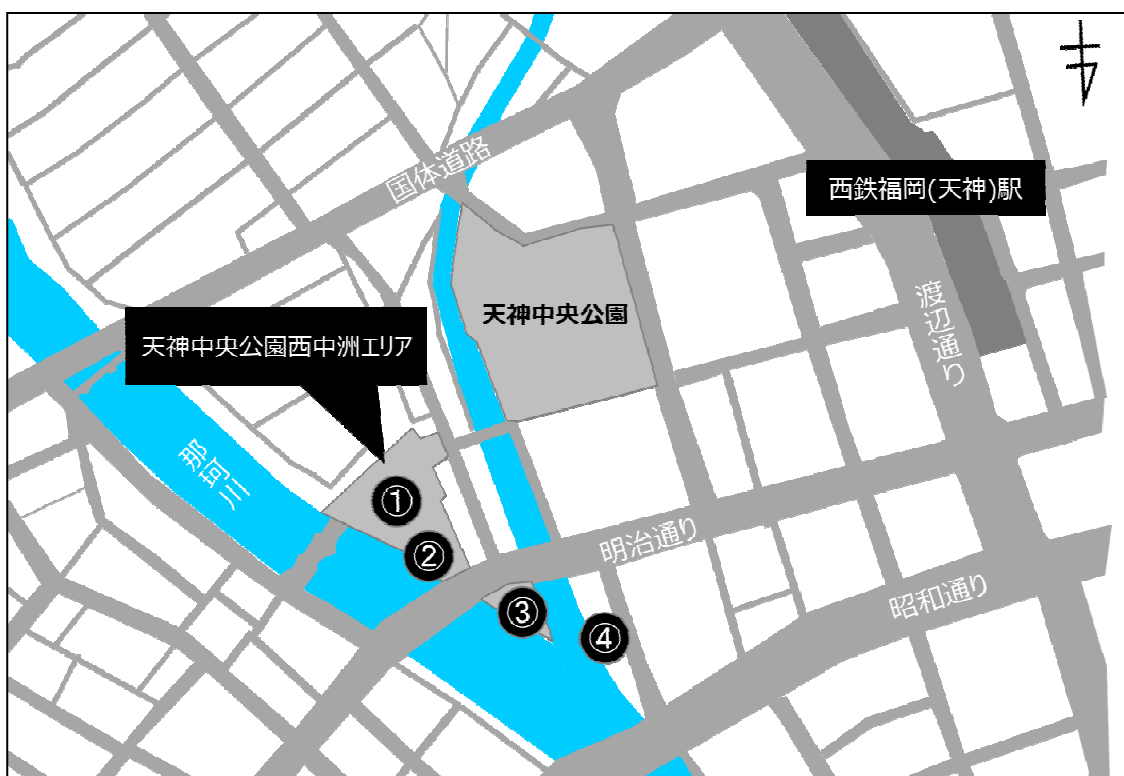 国体道路
西鉄福岡(天神)駅
天神中央公園
渡辺通り
天神中央公園西中洲エリア
那珂川
①
②
明治通り
③
④
昭和通り